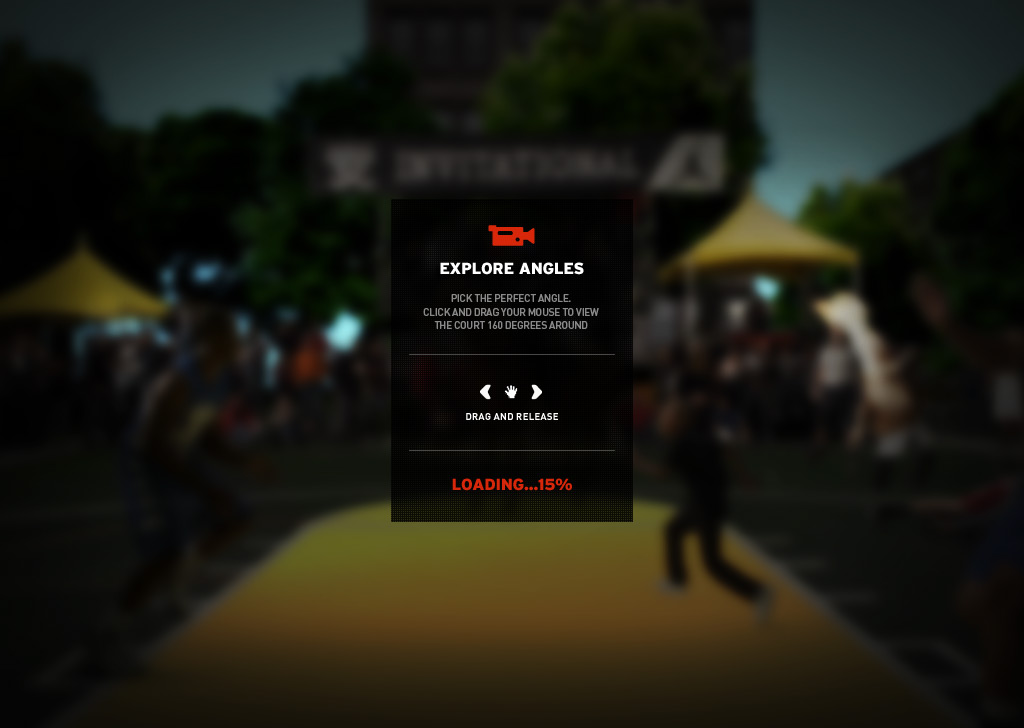 INVITATIONAL
EXPLORE ANGLES
PICK THE PERFECT ANGLE.
CLICK AND DRAG YOUR MOUSE TO VIEW
THE COURT 160 DEGREES AROUND
DRAG AND RELEASE
LOADING...15%